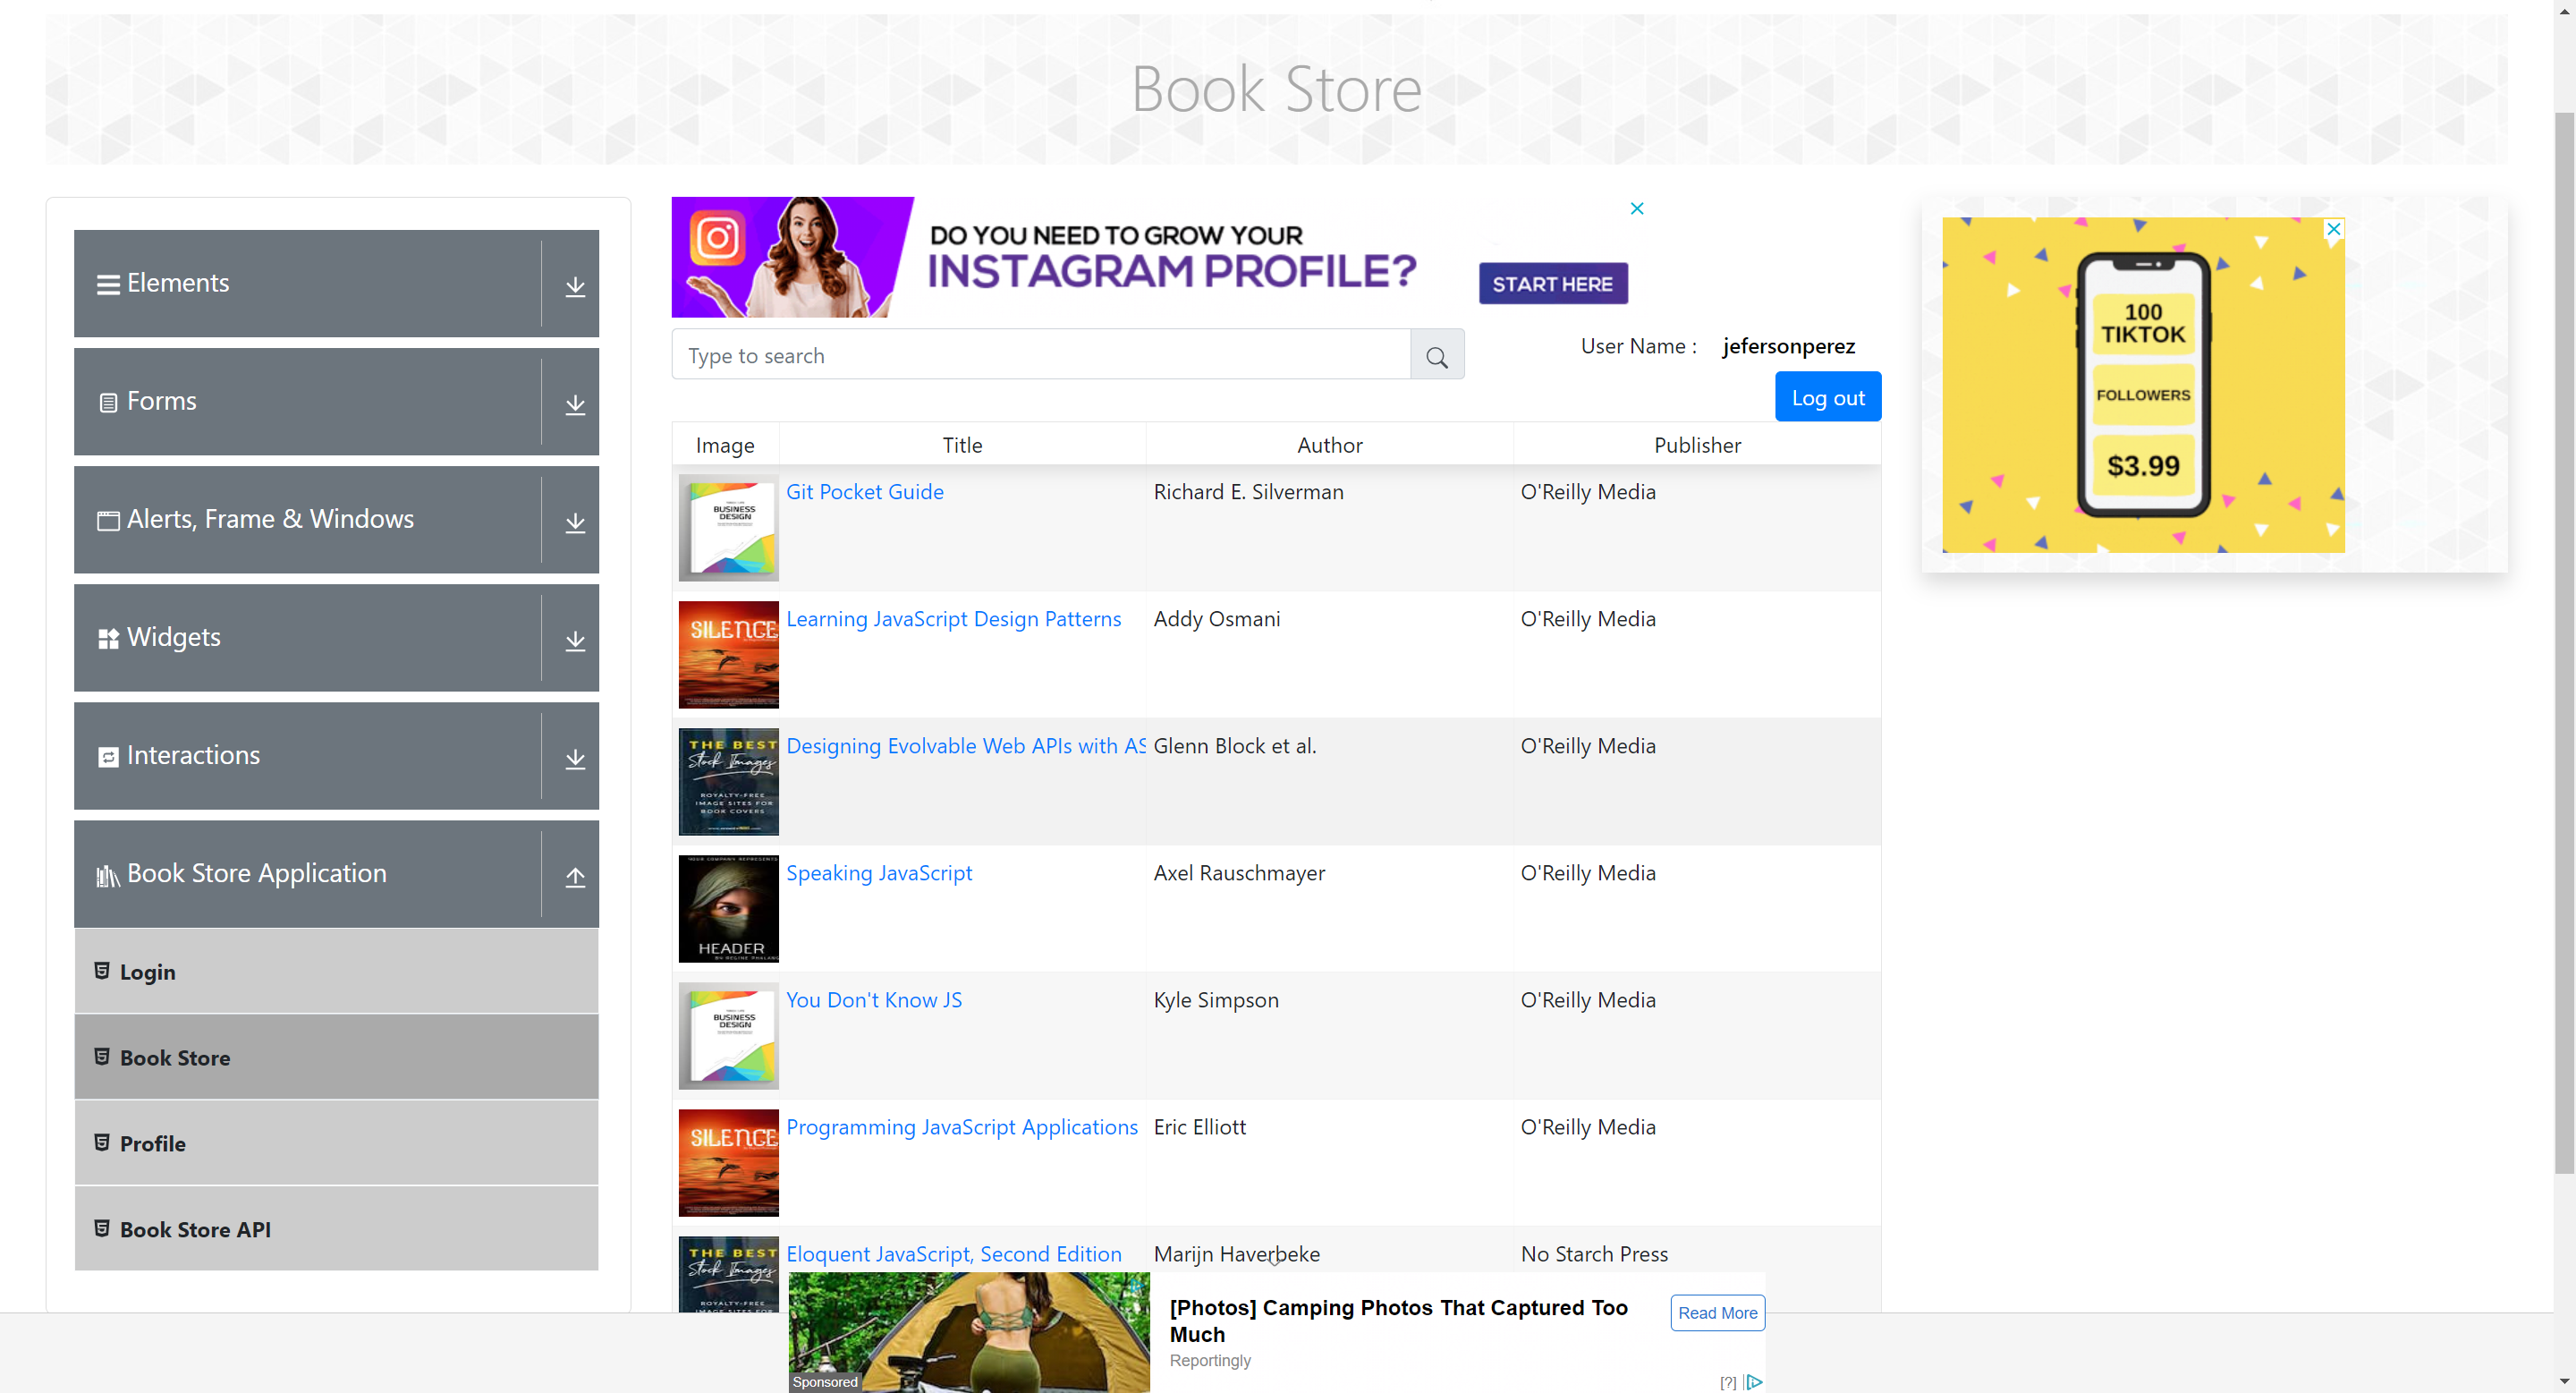 Book Store
Elements
Forms
Alerts, Frame & Windows
Widgets
Interactions
Book Store Application
Login
Book Store
Profile
Book Store API
DO YOU NEED TO GROW YOUR
INSTAGRAM PROFILE?
START HERE
Type to search
User Name : jefersonperez
Log out
Image Title Author Publisher
BUSINESS
DESIGN
Git Pocket Guide Richard E. Silverman O'Reilly Media
SILENCE
Learning JavaScript Design Patterns Addy Osmani O'Reilly Media
THE BEST
Stock Images
ROYALTY-FREE
IMAGE SITES FOR
BOOK COVERS
Designing Evolvable Web APIs with AS Glenn Block et al. O'Reilly Media
YOUR COMPANY REPRESENTS
HEADER
Speaking JavaScript Axel Rauschmayer O'Reilly Media
BUSINESS
DESIGN
You Don't Know JS Kyle Simpson O'Reilly Media
SILENCE
Programming JavaScript Applications Eric Elliott O'Reilly Media
THE BEST
Stock Images
ROYALTY-FREE
Eloquent JavaScript, Second Edition Marijn Haverbeke No Starch Press
100
TIKTOK
FOLLOWERS
$3.99
[Photos] Camping Photos That Captured Too
Much
Reportingly
Read More
Sponsored
[?]